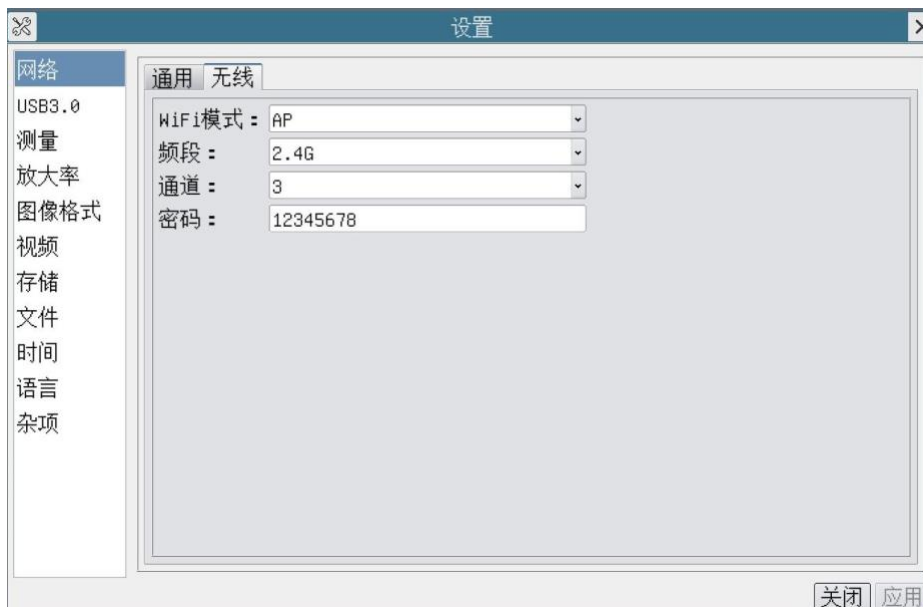 设置
网络
USB3.0
测量
放大率
图像格式
视频
存储
文件
时间
语言
杂项
通用 无线
WiFi模式： AP
频段： 2.4G
通道： 3
密码： 12345678
关闭 应用